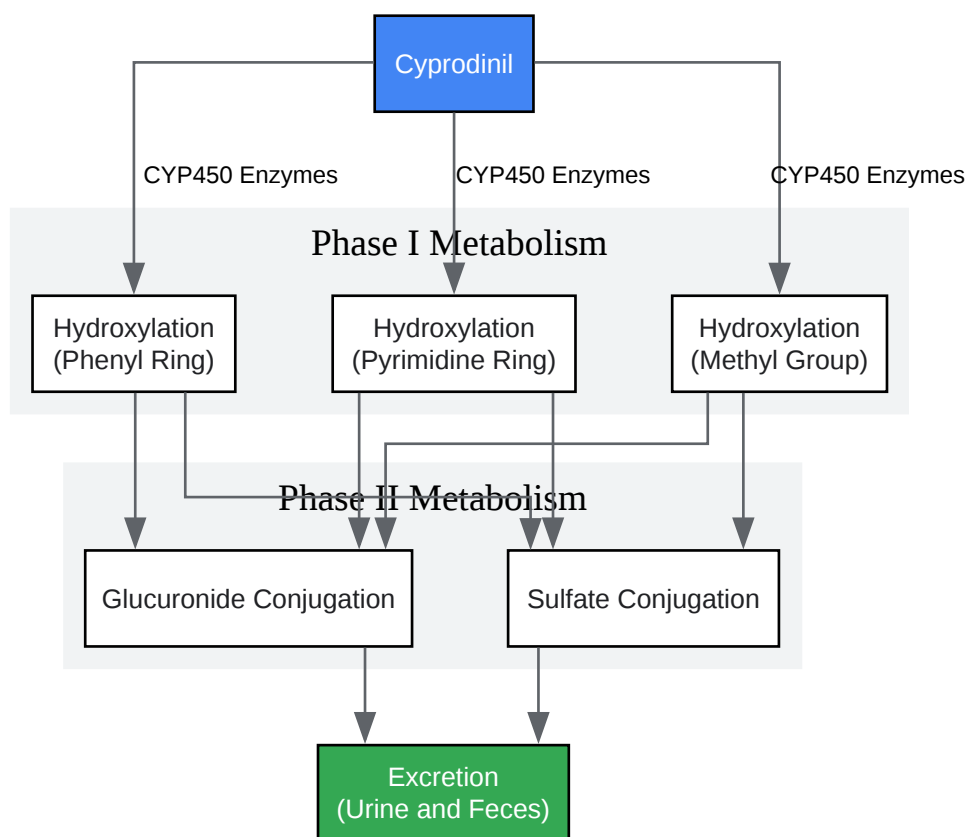 Cyprodinil
CYP450 Enzymes
CYP450 Enzymes
CYP450 Enzymes
Phase I Metabolism
Hydroxylation
(Phenyl Ring)
Hydroxylation
(Pyrimidine Ring)
Hydroxylation
(Methyl Group)
Phase II Metabolism
Glucuronide Conjugation
Sulfate Conjugation
Excretion
(Urine and Feces)